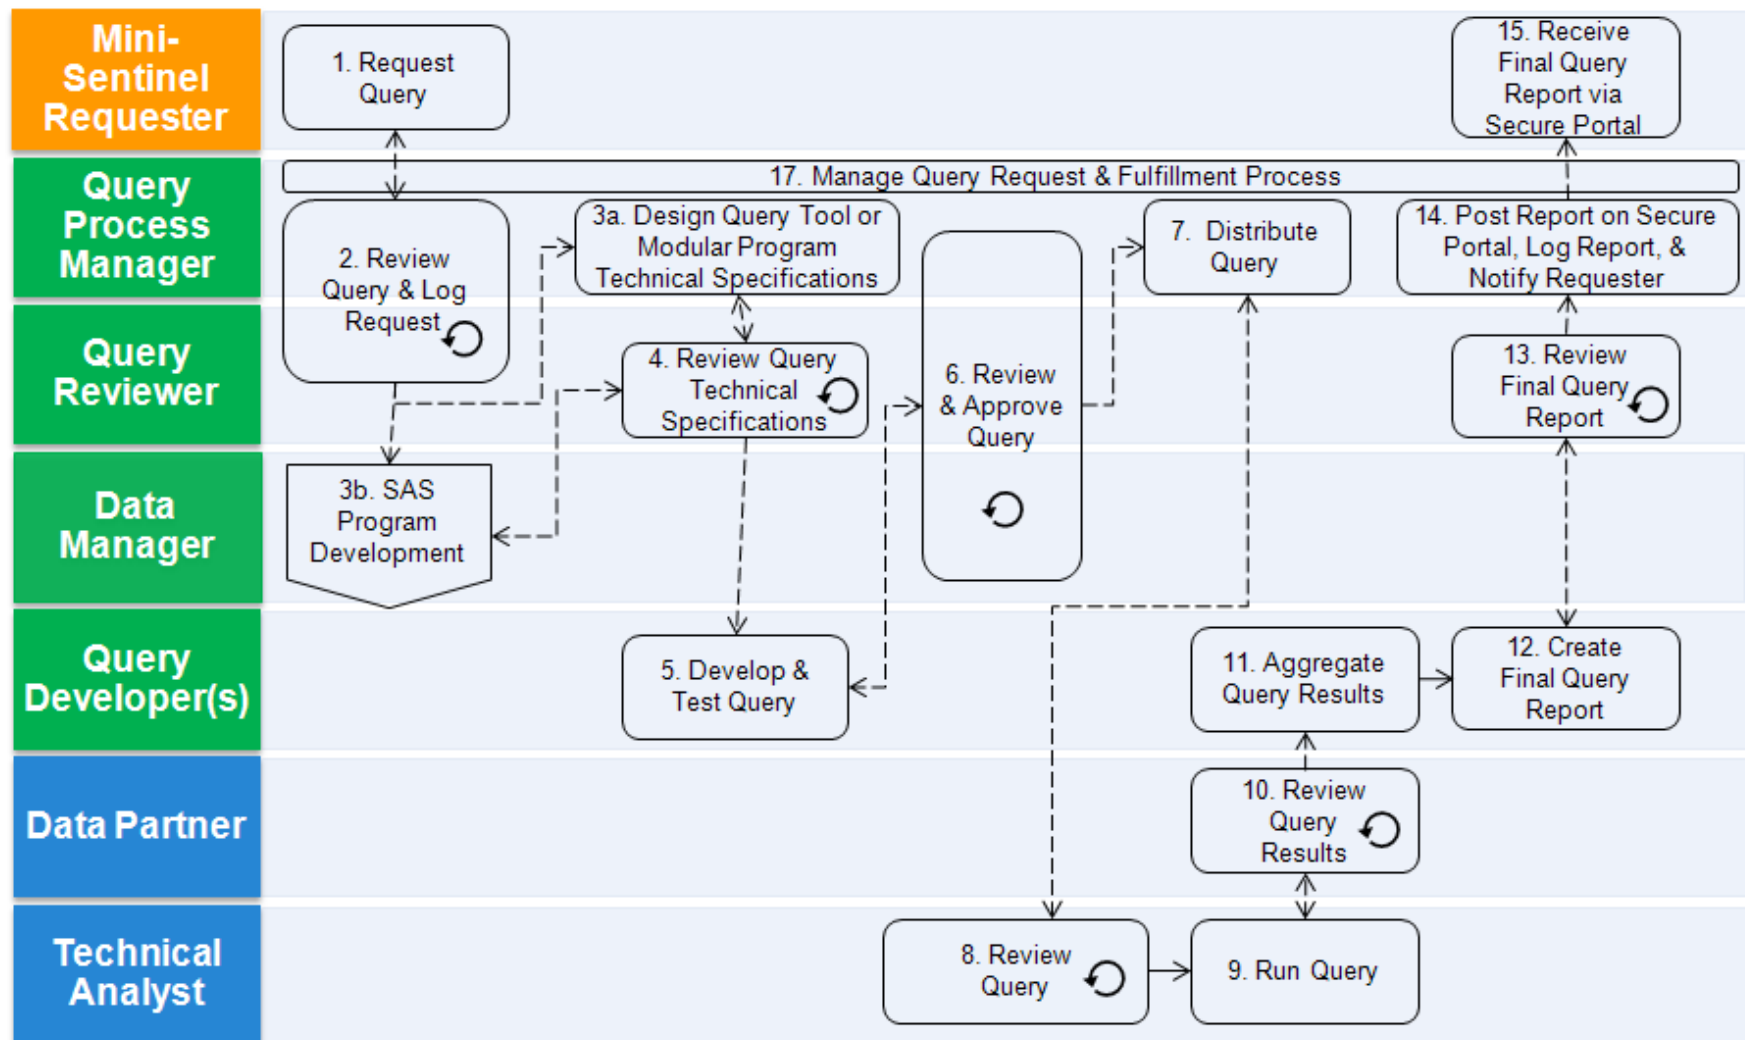 Mini-
Sentinel
Requester
1. Request
Query
15. Receive
Final Query
Report via
Secure Portal
Query
Process
Manager
17. Manage Query Request & Fulfillment Process
2. Review
Query & Log
Request
3a. Design Query Tool or
Modular Program
Technical Specifications
7. Distribute
Query
14. Post Report on Secure
Portal, Log Report, &
Notify Requester
Query
Reviewer
4. Review Query
Technical
Specifications
6. Review
& Approve
Query
13. Review
Final Query
Report
Data
Manager
3b. SAS
Program
Development
Query
Developer(s)
5. Develop &
Test Query
11. Aggregate
Query Results
12. Create
Final Query
Report
Data Partner
10. Review
Query
Results
Technical
Analyst
8. Review
Query
9. Run Query